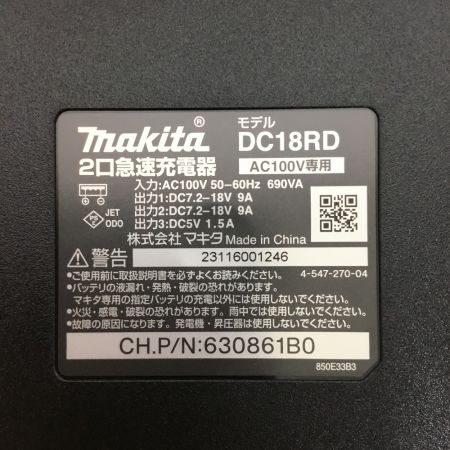 makita® モデル DC18RD
2口急速充電器 AC100V専用
入力:AC100V 50-60Hz 690VA
出力1:DC7.2-18V 9A
出力2:DC7.2-18V 9A
出力3:DC5V 1.5A
PS E JET ODO
株式会社 マキタ Made in China
警告 23116001246
●ご使用前に取扱説明書を必ずお読みください。 4-547-270-04
●バッテリの液漏れ・発熱・破裂の恐れがあります。
マキタ専用の指定バッテリの充電以外には使用しないでください。
●火災・感電・破裂の恐れがあります。分解・改造はしないでください。
●故障の原因になります。発電機・昇圧器は使用しないでください。
CH.P/N:630861B0
850E33B3